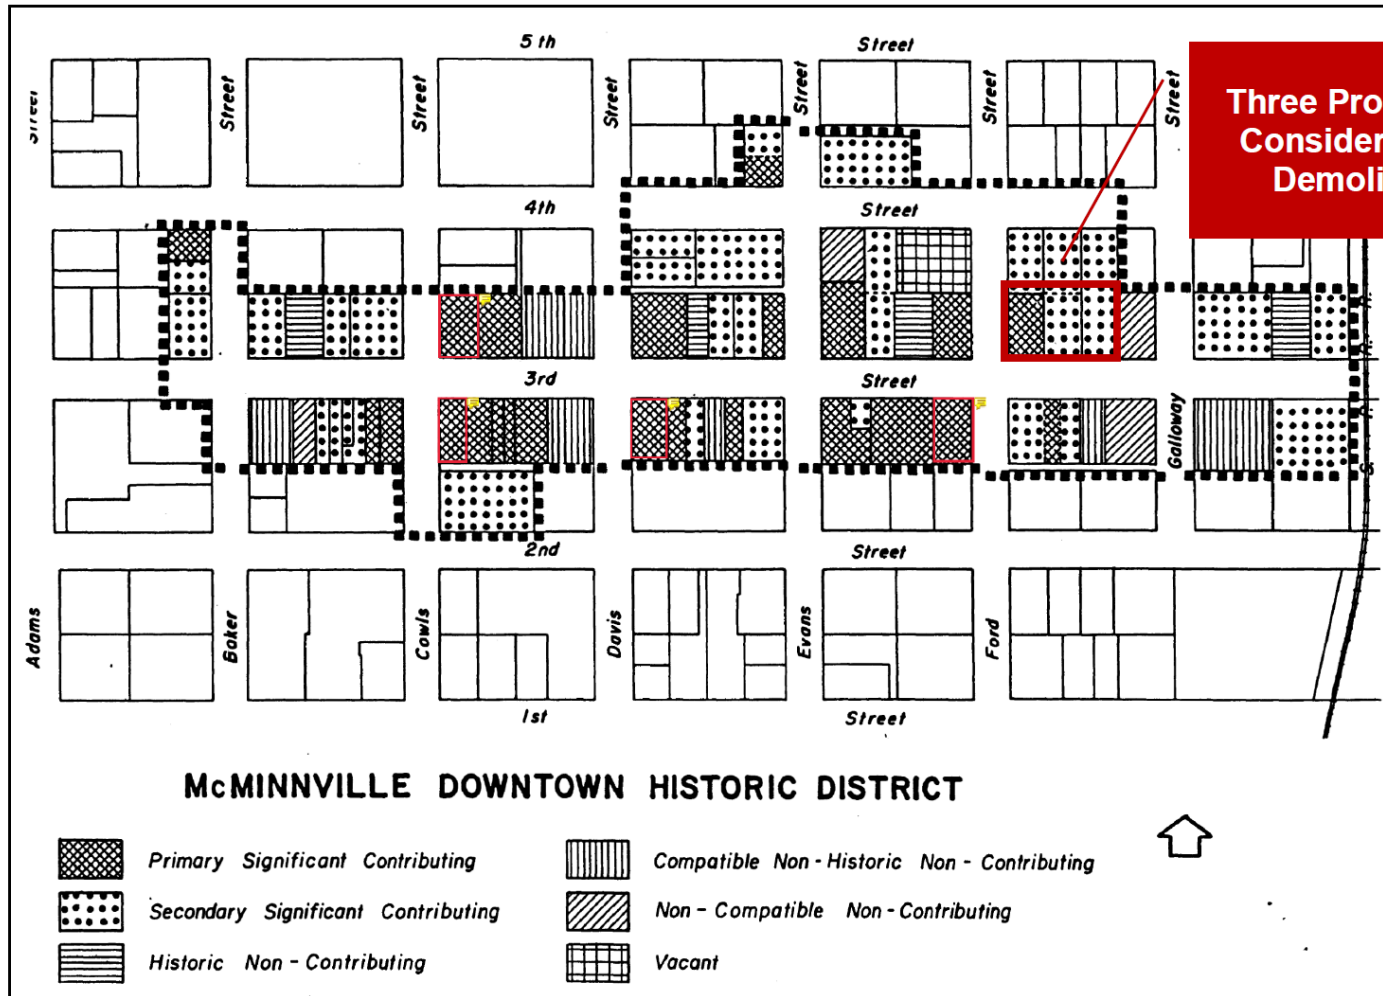 5th Street
Street
Street
Street
Street
Street
Street
Street
Three Pro
Consider
Demoli
4th Street
3rd Street
Galloway
2nd Street
Adams
Baker
Cowls
Davis
Evans
Ford
1st Street
McMINNVILLE DOWNTOWN HISTORIC DISTRICT
Primary Significant Contributing
Compatible Non-Historic Non-Contributing
Secondary Significant Contributing
Non-Compatible Non-Contributing
Historic Non-Contributing
Vacant